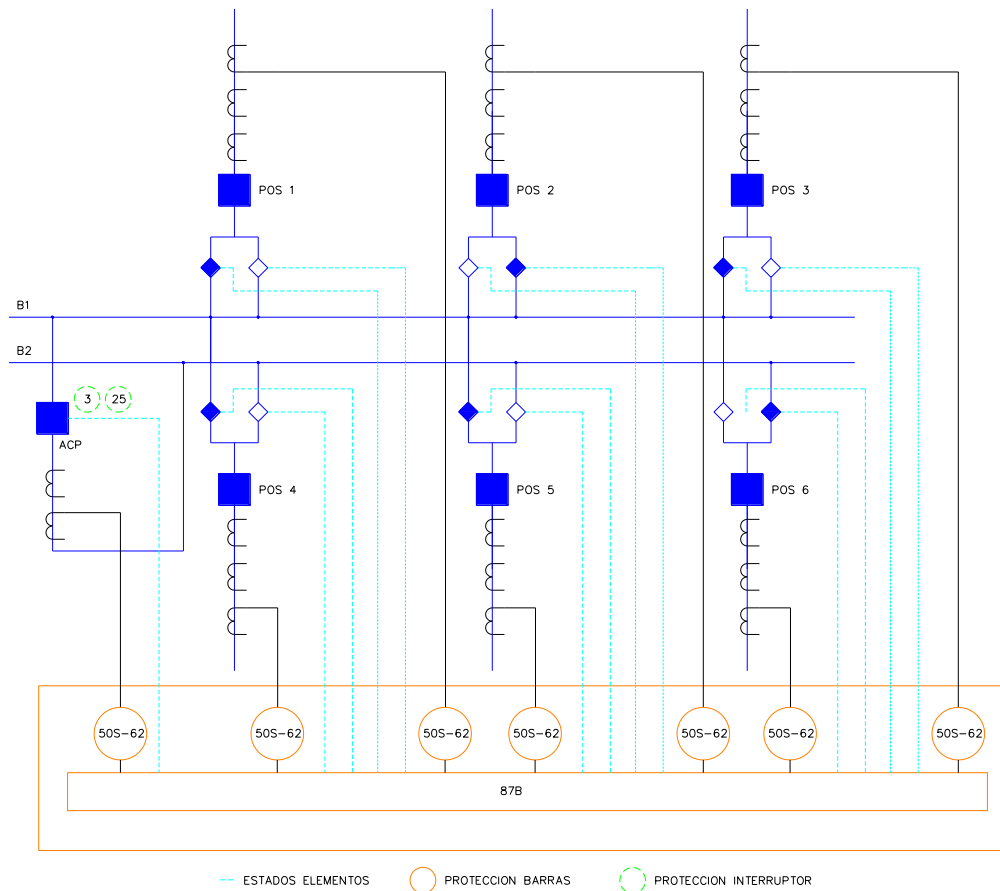 POS 1
POS 2
POS 3
B1
B2
3
25
ACP
POS 4
POS 5
POS 6
50S-62
50S-62
50S-62
50S-62
50S-62
50S-62
50S-62
87B
ESTADOS ELEMENTOS
PROTECCION BARRAS
PROTECCION INTERRUPTOR